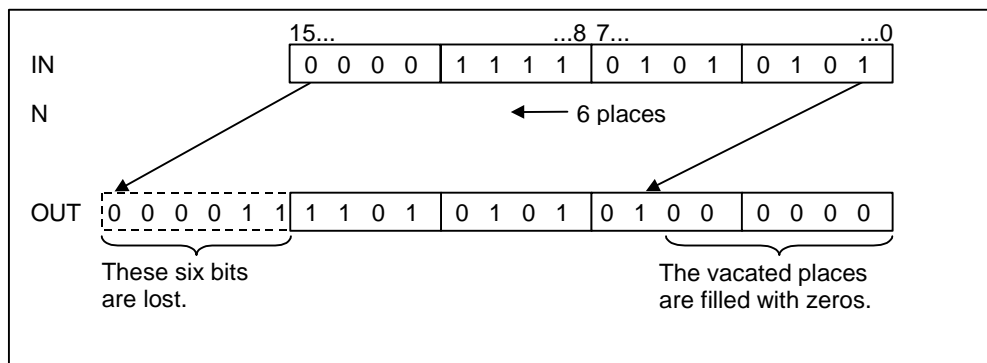 15... ...8 7... ...0
IN 0 0 0 0 1 1 1 1 0 1 0 1 0 1 0 1
N 6 places
OUT 0 0 0 0 1 1 1 1 0 1 0 1 0 1 0 1 0 0 0 0 0 0
These six bits
are lost.
The vacated places
are filled with zeros.